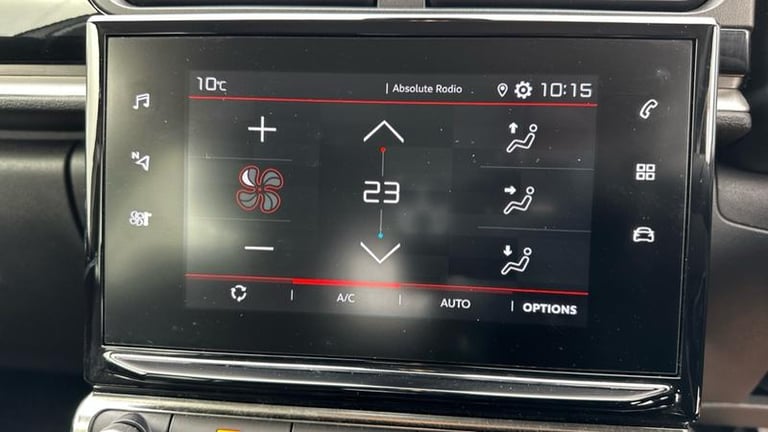 10°C | Absolute Radio 10:15
N
23
A/C | AUTO | OPTIONS